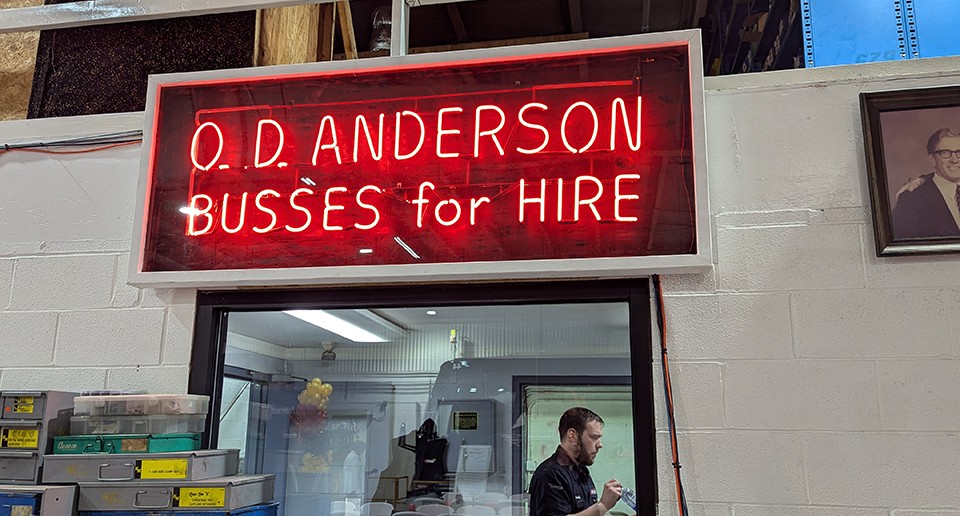 O. D. ANDERSON
BUSSES for HIRE